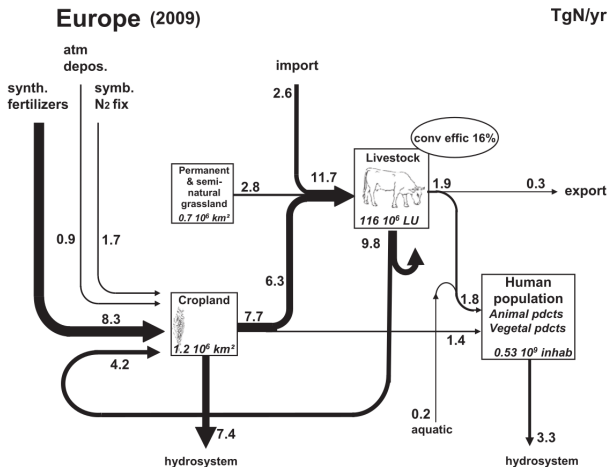 Europe (2009)
TgN/yr
atm
depos.
synth.
fertilizers
symb.
N2 fix
import
2.6
conv effic 16%
Livestock
116 10⁶ LU
11.7
Permanent
& semi-
natural
grassland
0.7 10⁶ km²
2.8
1.9
0.3
export
9.8
0.9
1.7
6.3
8.3
Cropland
1.2 10⁶ km²
7.7
4.2
1.8
1.4
Human
population
Animal pdcts
Vegetal pdcts
0.53 10⁹ inhab
0.2
aquatic
7.4
hydrosystem
3.3
hydrosystem